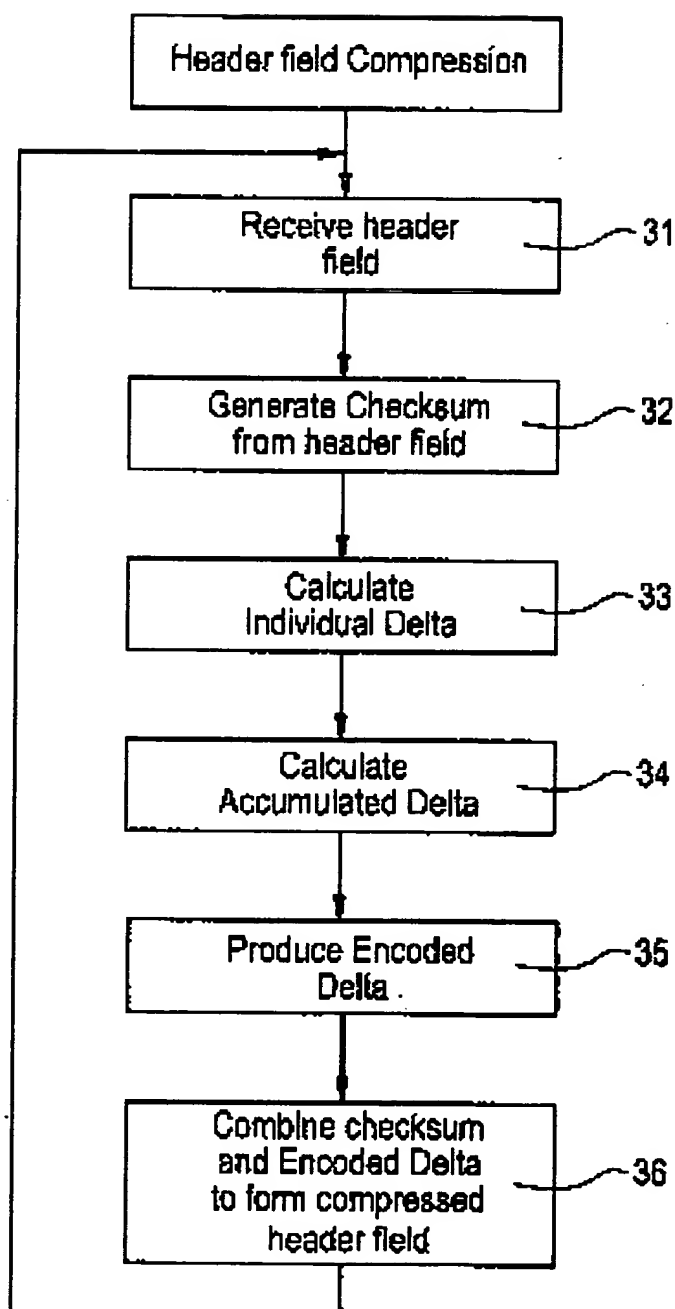 Header field Compression
Receive header
field
31
Generate Checksum
from header field
32
Calculate
Individual Delta
33
Calculate
Accumulated Delta
34
Produce Encoded
Delta
35
Combine checksum
and Encoded Delta
to form compressed
header field
36